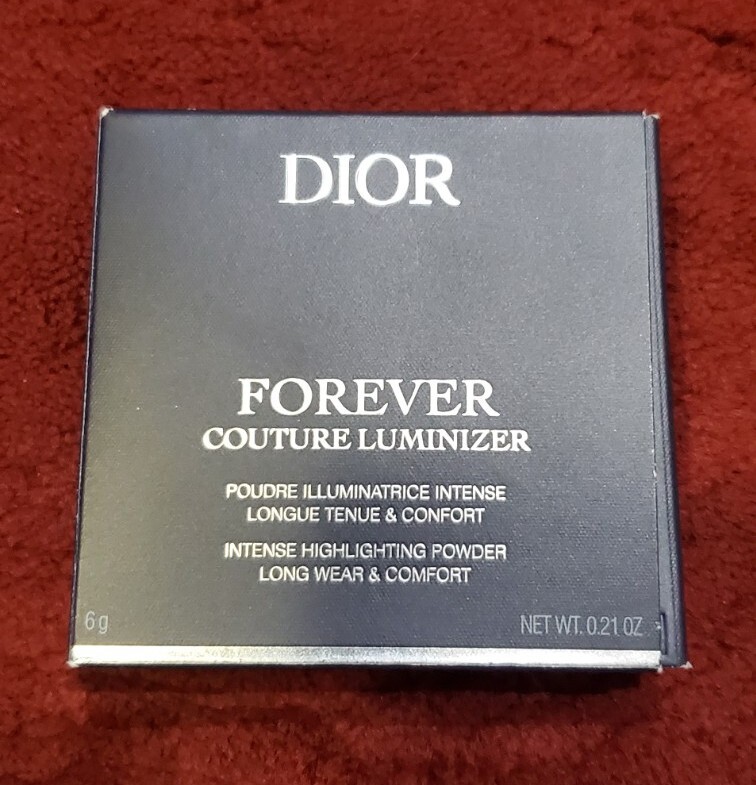 DIOR
FOREVER
COUTURE LUMINIZER
POUDRE ILLUMINATRICE INTENSE
LONGUE TENUE & CONFORT
INTENSE HIGHLIGHTING POWDER
LONG WEAR & COMFORT
6 g NET WT. 0.21 OZ